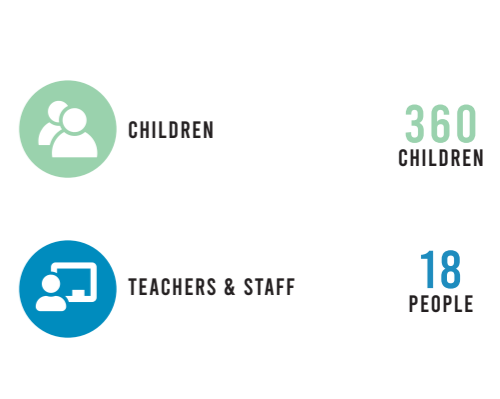 CHILDREN
360
CHILDREN
TEACHERS & STAFF
18
PEOPLE